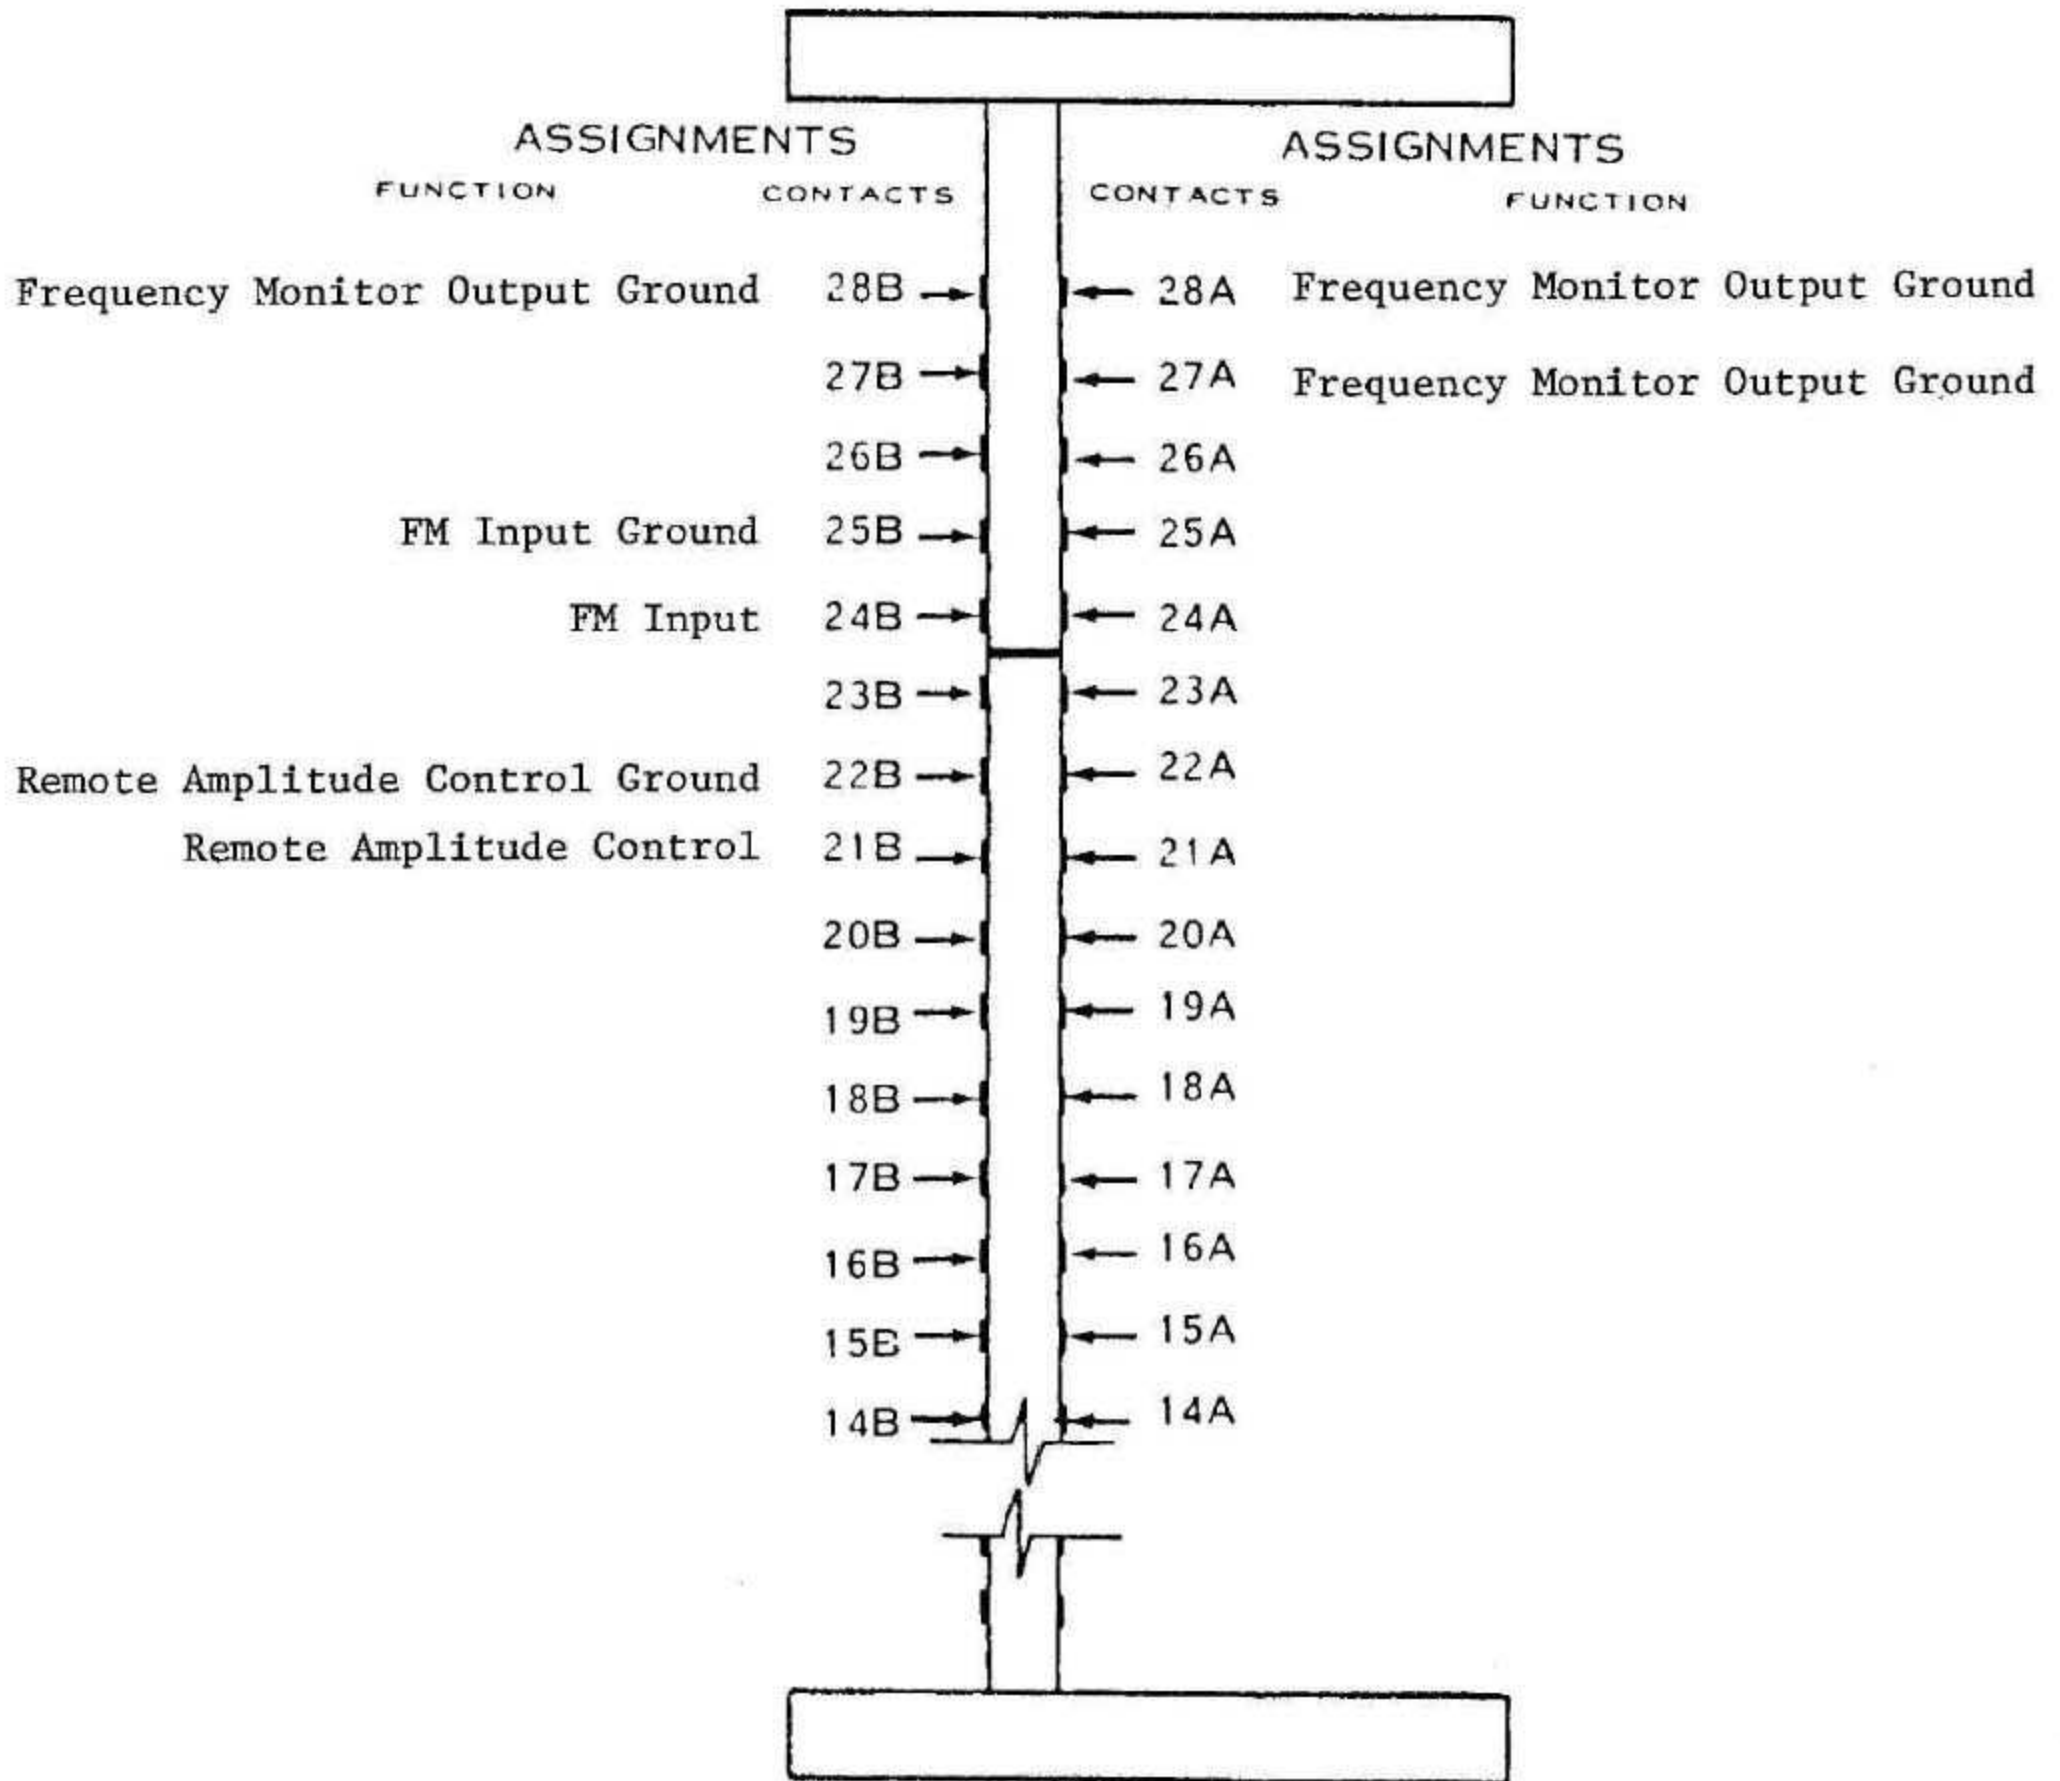 ASSIGNMENTS ASSIGNMENTS
FUNCTION CONTACTS CONTACTS FUNCTION
Frequency Monitor Output Ground 28B 28A Frequency Monitor Output Ground
27B 27A Frequency Monitor Output Ground
26B 26A
FM Input Ground 25B 25A
FM Input 24B 24A
23B 23A
Remote Amplitude Control Ground 22B 22A
Remote Amplitude Control 21B 21A
20B 20A
19B 19A
18B 18A
17B 17A
16B 16A
15B 15A
14B 14A